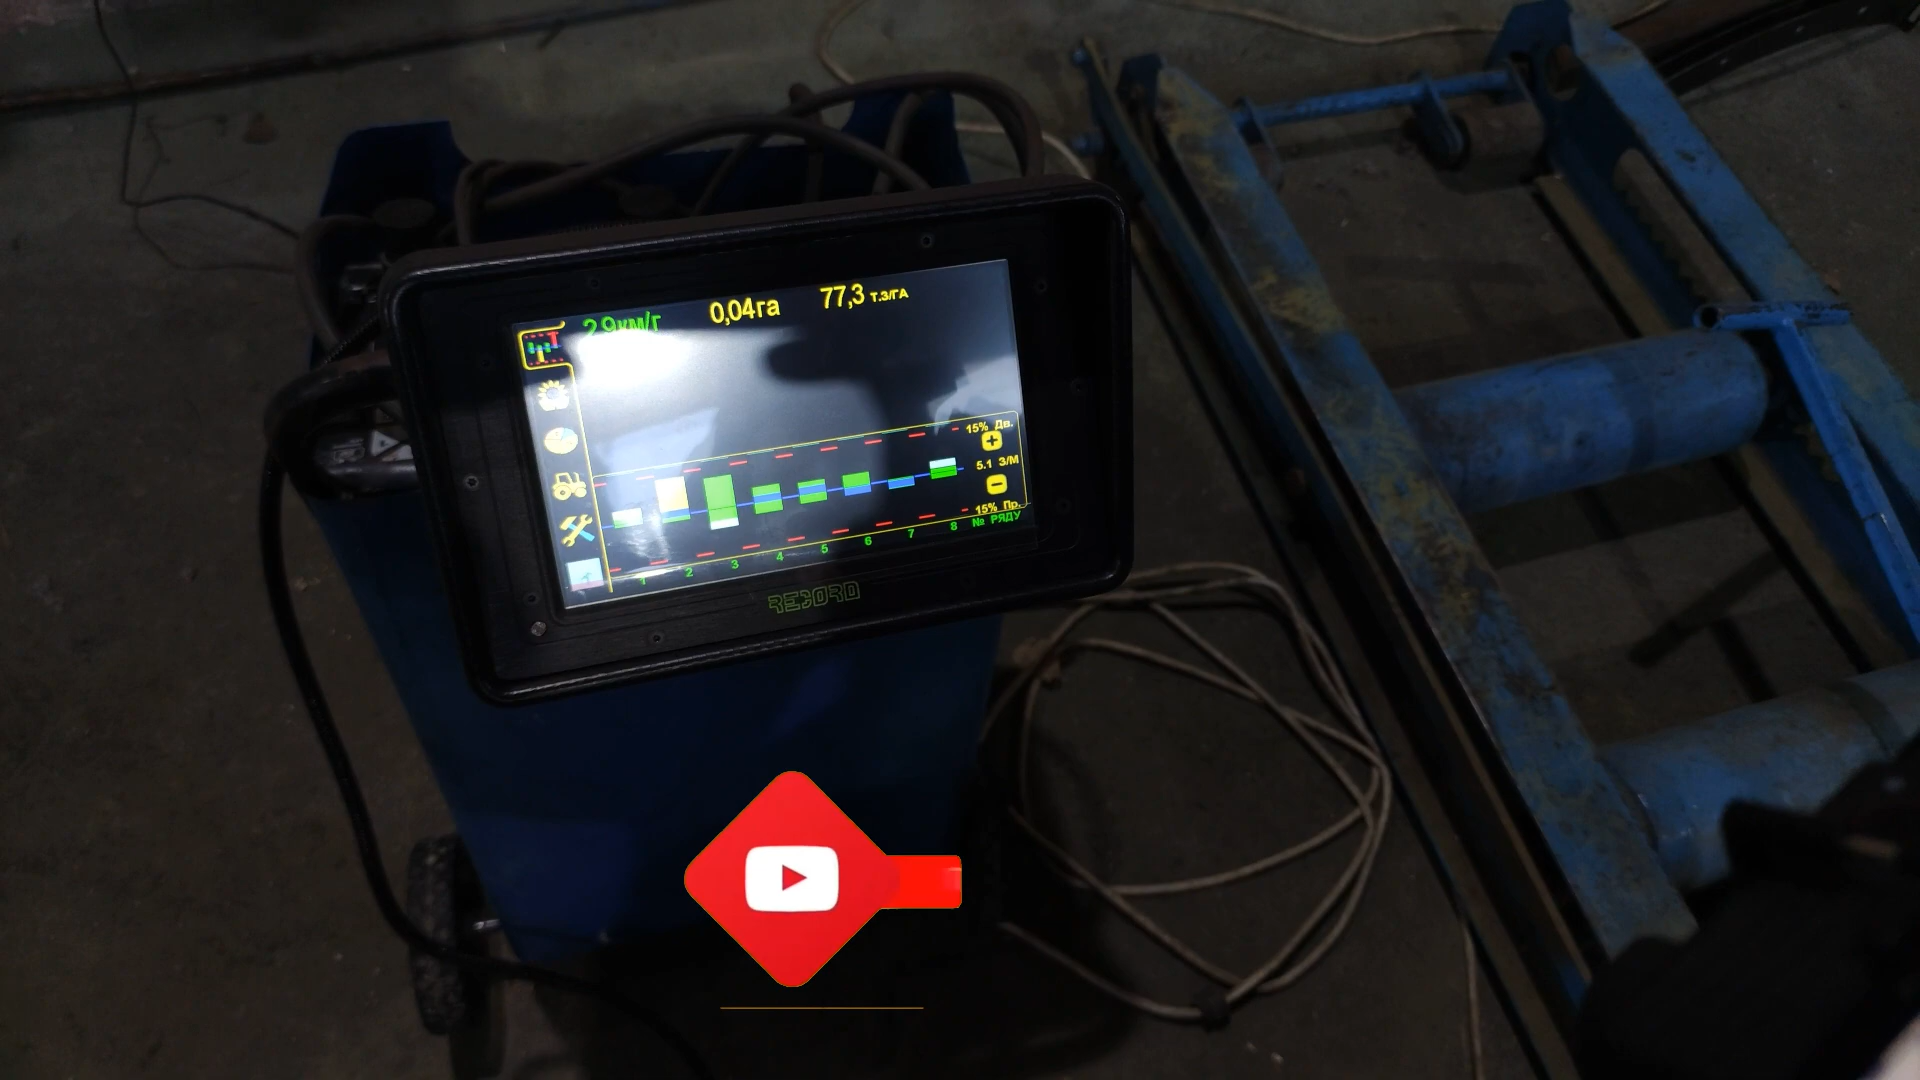 2,9км/г 0,04га 77,3 т.з/га
15% Дв.
5.1 З/М
15% Пр.
1 2 3 4 5 6 7 8 № РЯДУ
RECORD